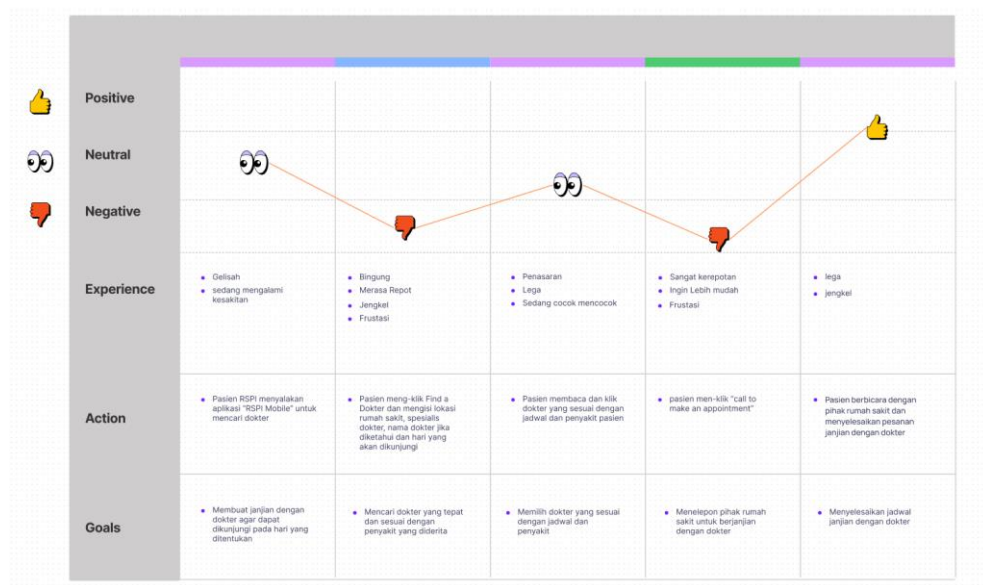 Positive
Neutral
Negative
Experience
Gelisah
sedang mengalami
kesakitan
Bingung
Merasa Repot
Jengkel
Frustasi
Penasaran
Lega
Sedang cocok mencocok
Sangat kerepotan
Ingin Lebih mudah
Frustasi
lega
jengkel
Action
Pasien RSPI menyalakan
aplikasi "RSPI Mobile" untuk
mencari dokter
Pasien meng-klik Find a
Dokter dan mengisi lokasi
rumah sakit, spesialis
dokter, nama dokter jika
diketahui dan hari yang
akan dikunjungi
Pasien membaca dan klik
dokter yang sesuai dengan
jadwal dan penyakit pasien
pasien men-klik "call to
make an appointment"
Pasien berbicara dengan
pihak rumah sakit dan
menyelesaikan pesanan
janjian dengan dokter
Goals
Membuat janjian dengan
dokter agar dapat
dikunjungi pada hari yang
ditentukan
Mencari dokter yang tepat
dan sesuai dengan
penyakit yang diderita
Memilih dokter yang sesuai
dengan jadwal dan
penyakit
Menelepon pihak rumah
sakit untuk berjanjian
dengan dokter
Menyelesaikan jadwal
janjian dengan dokter